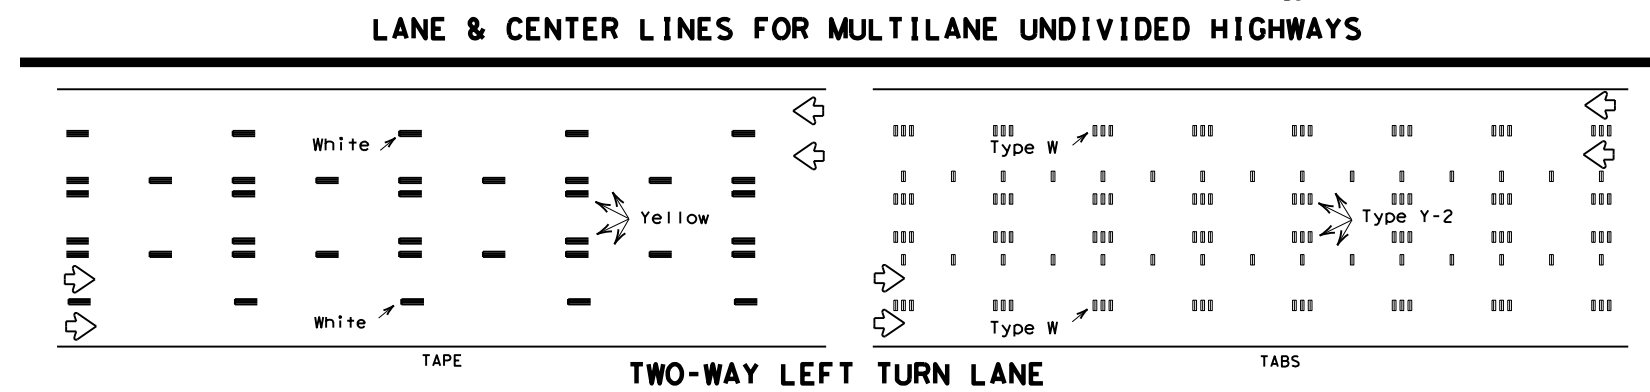 LANE & CENTER LINES FOR MULTILANE UNDIVIDED HIGHWAYS
White
Yellow
White
TAPE
Type W
Type Y-2
Type W
TABS
TWO-WAY LEFT TURN LANE